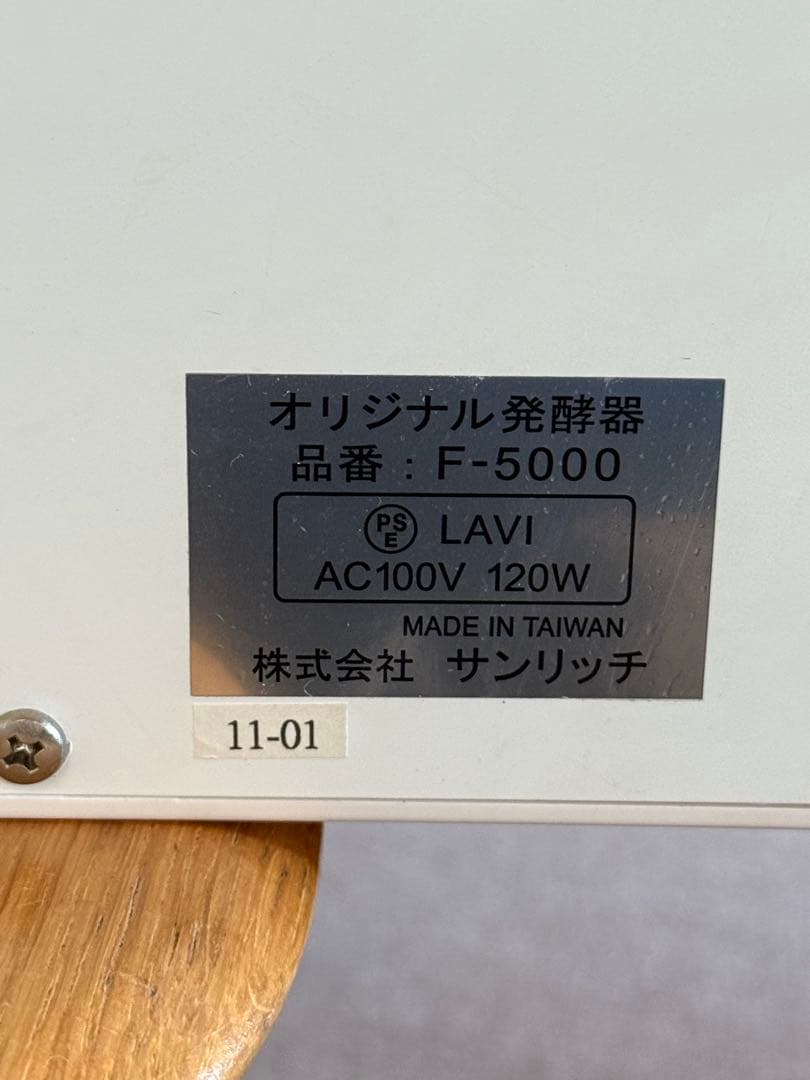 オリジナル発酵器
品番：F-5000
PSE LAVI
AC100V 120W
MADE IN TAIWAN
株式会社 サンリッチ
11-01